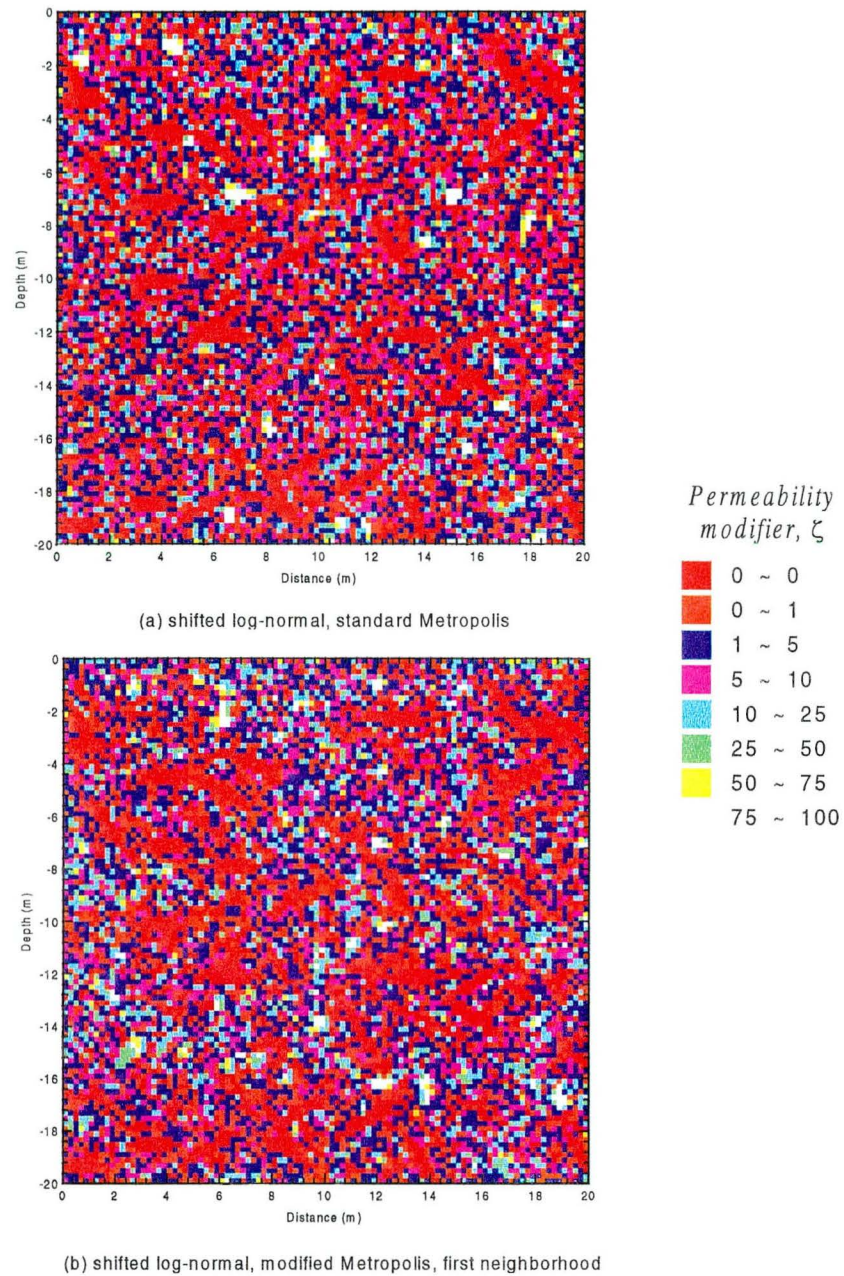 0
-2
-4
-6
-8
-10
-12
-14
-16
-18
-20
Depth (m)
0 2 4 6 8 10 12 14 16 18 20
Distance (m)
(a) shifted log-normal, standard Metropolis
Permeability
modifier, ζ
0 ~ 0
0 ~ 1
1 ~ 5
5 ~ 10
10 ~ 25
25 ~ 50
50 ~ 75
75 ~ 100
0
-2
-4
-6
-8
-10
-12
-14
-16
-18
-20
Depth (m)
0 2 4 6 8 10 12 14 16 18 20
Distance (m)
(b) shifted log-normal, modified Metropolis, first neighborhood